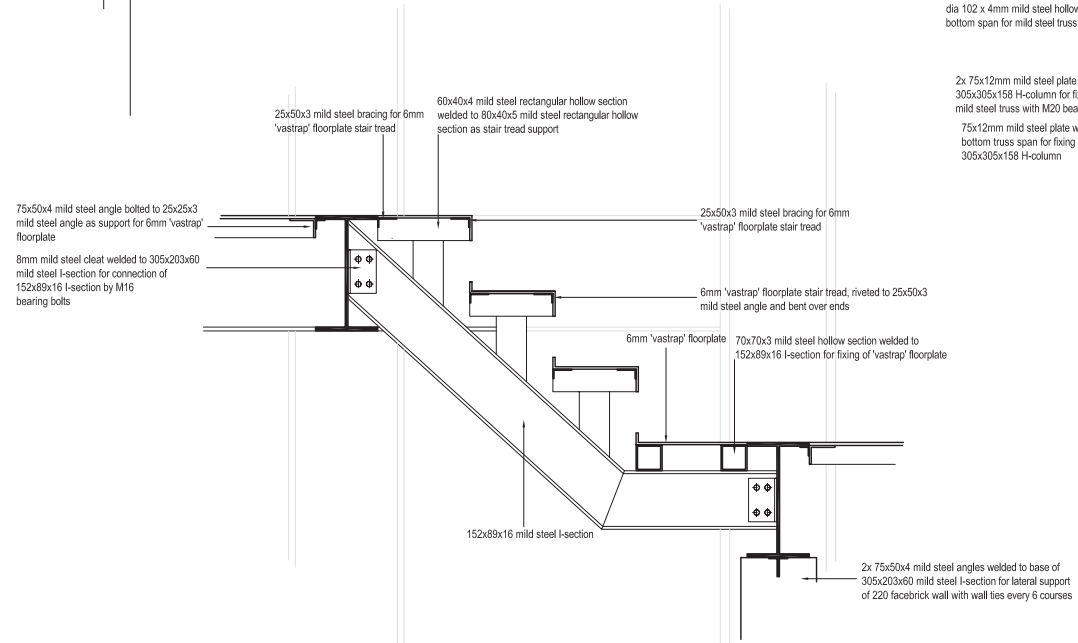 dia 102 x 4mm mild steel hollow
bottom span for mild steel truss
2x 75x12mm mild steel plate
305x305x158 H-column for
mild steel truss with M20
75x12mm mild steel plate
bottom truss span for fixing
305x305x158 H-column
25x50x3 mild steel bracing for 6mm
'vastrap' floorplate stair tread
60x40x4 mild steel rectangular hollow section
welded to 80x40x5 mild steel rectangular hollow
section as stair tread support
75x50x4 mild steel angle bolted to 25x25x3
mild steel angle as support for 6mm 'vastrap'
floorplate
8mm mild steel cleat welded to 305x203x60
mild steel I-section for connection of
152x89x16 I-section by M16
bearing bolts
25x50x3 mild steel bracing for 6mm
'vastrap' floorplate stair tread
6mm 'vastrap' floorplate stair tread, riveted to 25x50x3
mild steel angle and bent over ends
6mm 'vastrap' floorplate
70x70x3 mild steel hollow section welded to
152x89x16 I-section for fixing of 'vastrap' floorplate
152x89x16 mild steel I-section
2x 75x50x4 mild steel angles welded to base of
305x203x60 mild steel I-section for lateral support
of 220 facebrick wall with wall ties every 6 courses